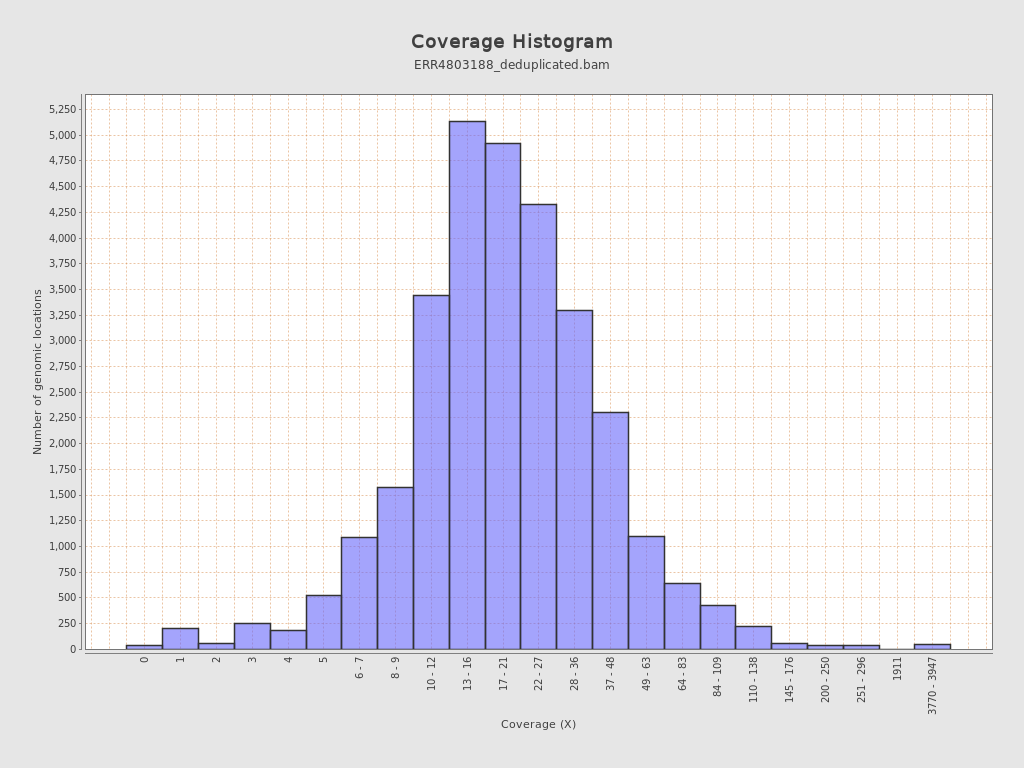 Coverage Histogram
ERR4803188_deduplicated.bam
Number of genomic locations
5,250
5,000
4,750
4,500
4,250
4,000
3,750
3,500
3,250
3,000
2,750
2,500
2,250
2,000
1,750
1,500
1,250
1,000
750
500
250
0
0
1
2
3
4
5
6 - 7
8 - 9
10 - 12
13 - 16
17 - 21
22 - 27
28 - 36
37 - 48
49 - 63
64 - 83
84 - 109
110 - 138
145 - 176
200 - 250
251 - 296
1911
3770 - 3947
Coverage (X)